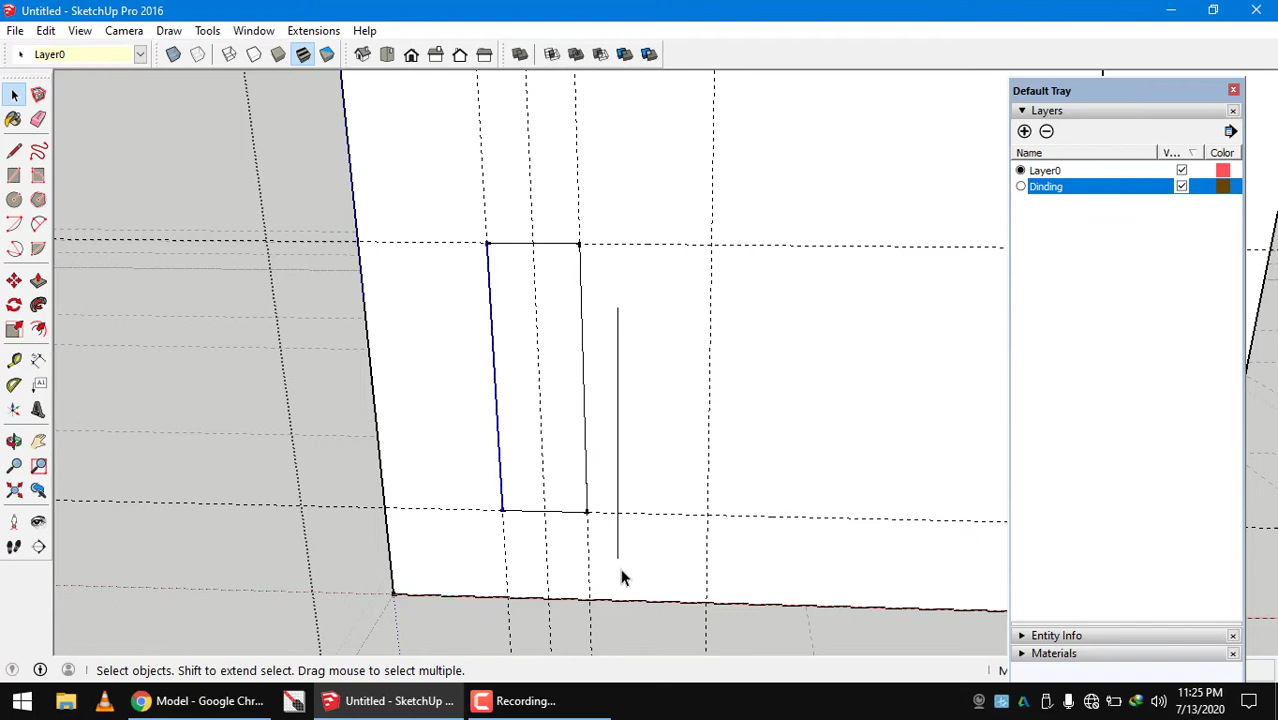 Untitled - SketchUp Pro 2016
File Edit View Camera Draw Tools Window Extensions Help
Layer0
Default Tray
Layers
Name V... Color
Layer0
Dinding
A1
Entity Info
Materials
Select objects. Shift to extend select. Drag mouse to select multiple.
M
Model - Google Chr...
Untitled - SketchUp ...
Recording...
11:25 PM
7/13/2020